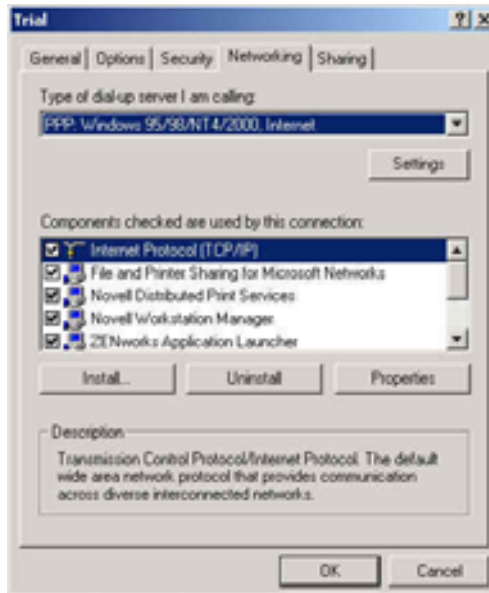 Trial
General Options Security Networking Sharing
Type of dial-up server I am calling:
PPP: Windows 95/98/NT4/2000, Internet
Settings
Components checked are used by this connection:
Internet Protocol (TCP/IP)
File and Printer Sharing for Microsoft Networks
Novell Distributed Print Services
Novell Workstation Manager
ZENworks Application Launcher
Install... Uninstall Properties
Description
Transmission Control Protocol/Internet Protocol. The default
wide area network protocol that provides communication
across diverse interconnected networks.
OK Cancel